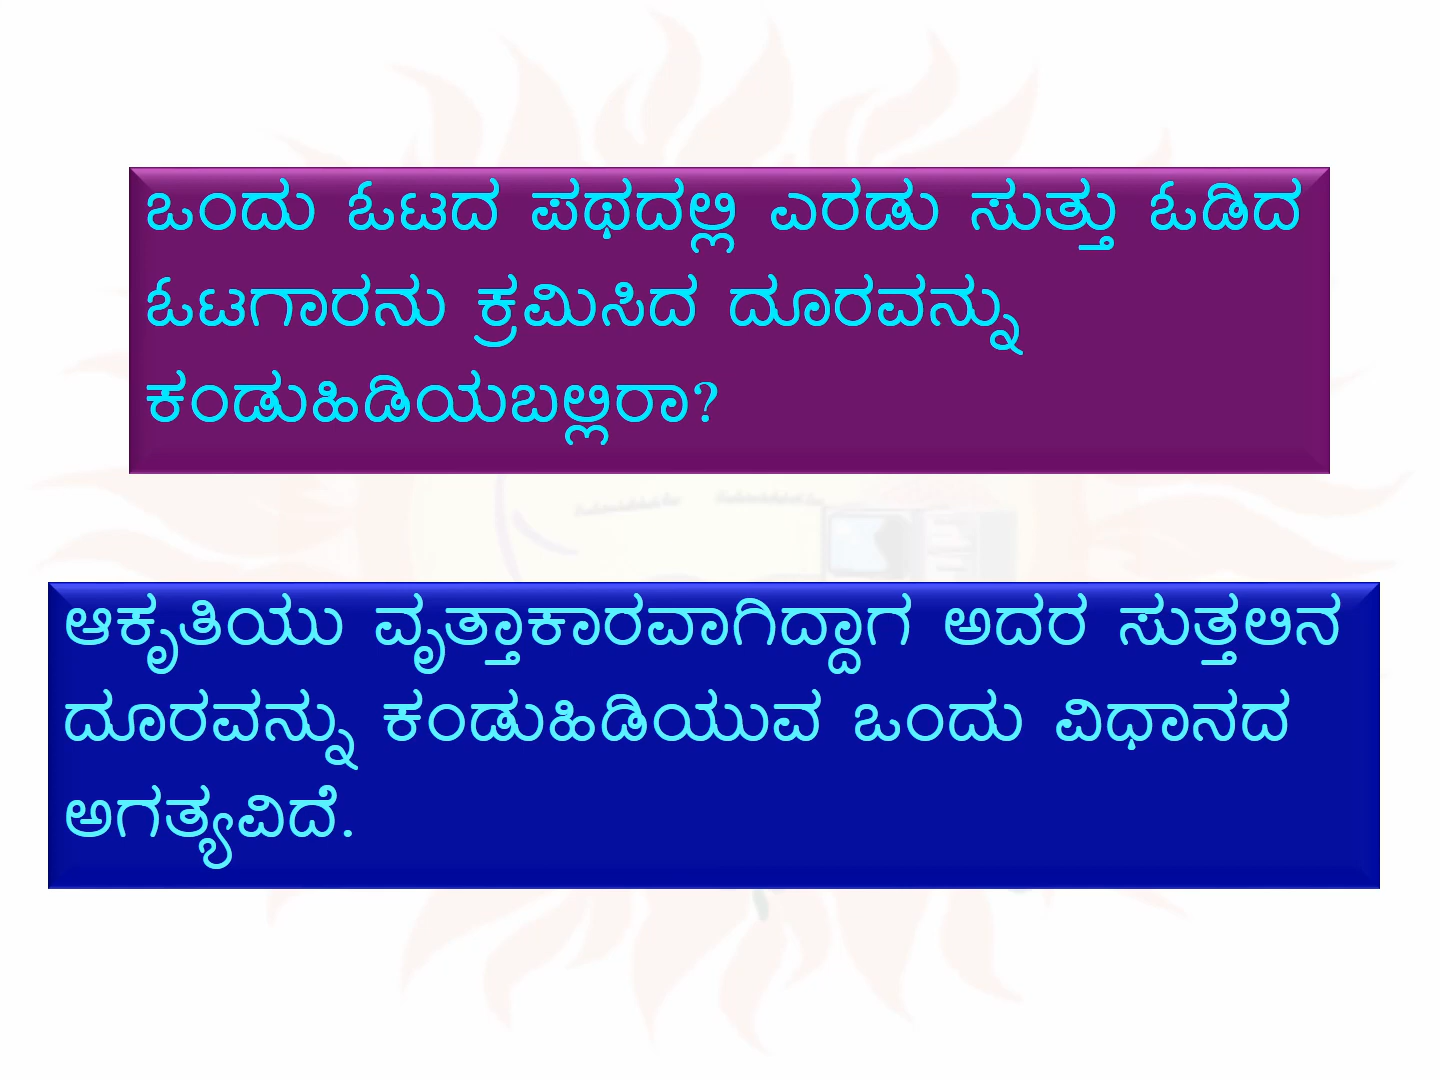 ಒಂದು ಓಟದ ಪಥದಲ್ಲಿ ಎರಡು ಸುತ್ತು ಓಡಿದ
ಓಟಗಾರನು ಕ್ರಮಿಸಿದ ದೂರವನ್ನು
ಕಂಡುಹಿಡಿಯಬಲ್ಲಿರಾ?
ಆಕೃತಿಯು ವೃತ್ತಾಕಾರವಾಗಿದ್ದಾಗ ಅದರ ಸುತ್ತಲಿನ
ದೂರವನ್ನು ಕಂಡುಹಿಡಿಯುವ ಒಂದು ವಿಧಾನದ
ಅಗತ್ಯವಿದೆ.